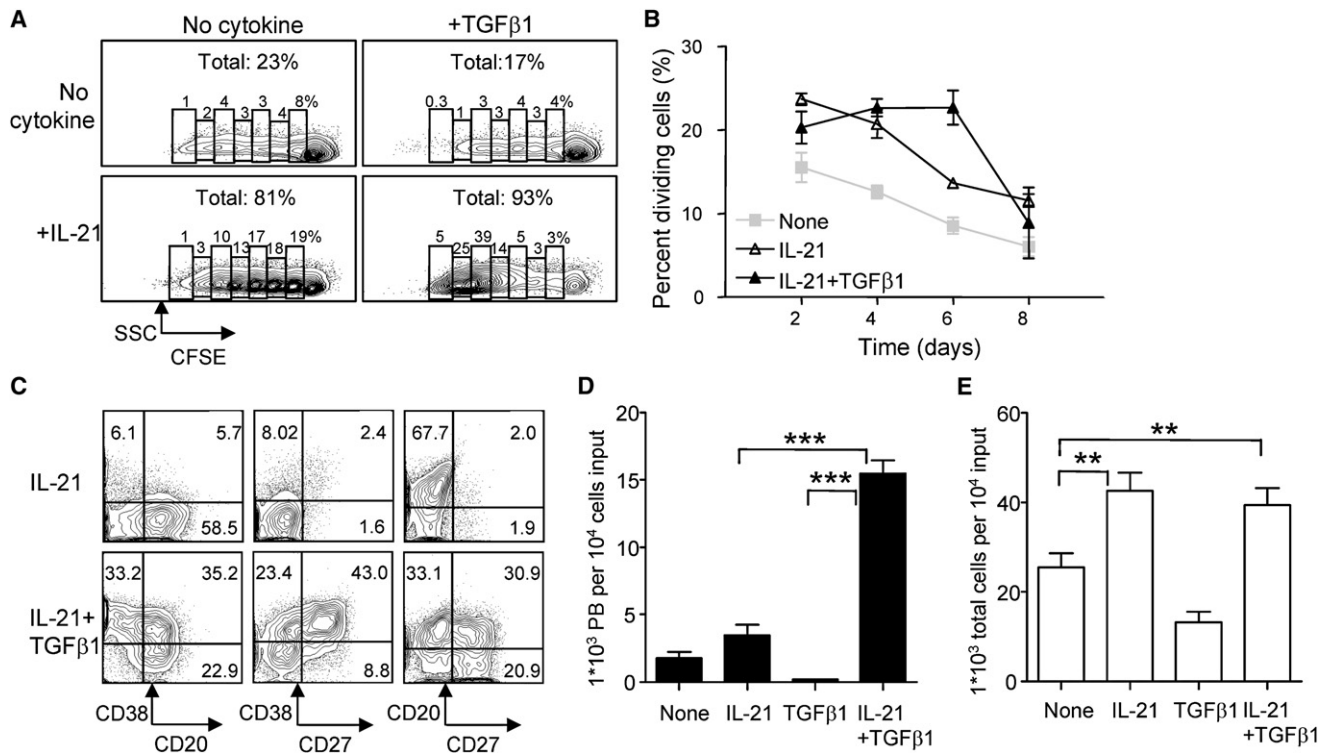 A
No cytokine
+TGFβ1
No cytokine
Total: 23%
1 2 4 3 3 4 8%
Total:17%
0.3 1 3 3 4 3 4%
+IL-21
Total: 81%
1 3 10 13 17 18 19%
Total: 93%
5 25 39 14 5 3 3%
SSC
CFSE
B
Percent dividing cells (%)
30
20
10
0
None
IL-21
IL-21+TGFβ1
2 4 6 8
Time (days)
C
IL-21
6.1 5.7
58.5
8.02 2.4
1.6
67.7 2.0
1.9
IL-21+
TGFβ1
33.2 35.2
22.9
23.4 43.0
8.8
33.1 30.9
20.9
CD38
CD20
CD38
CD27
CD20
CD27
D
1*10³ PB per 10⁴ cells input
20
15
10
5
0
***
***
None IL-21 TGFβ1 IL-21
+TGFβ1
E
1*10³ total cells per 10⁴ input
60
40
20
0
**
**
None IL-21 TGFβ1 IL-21
+TGFβ1